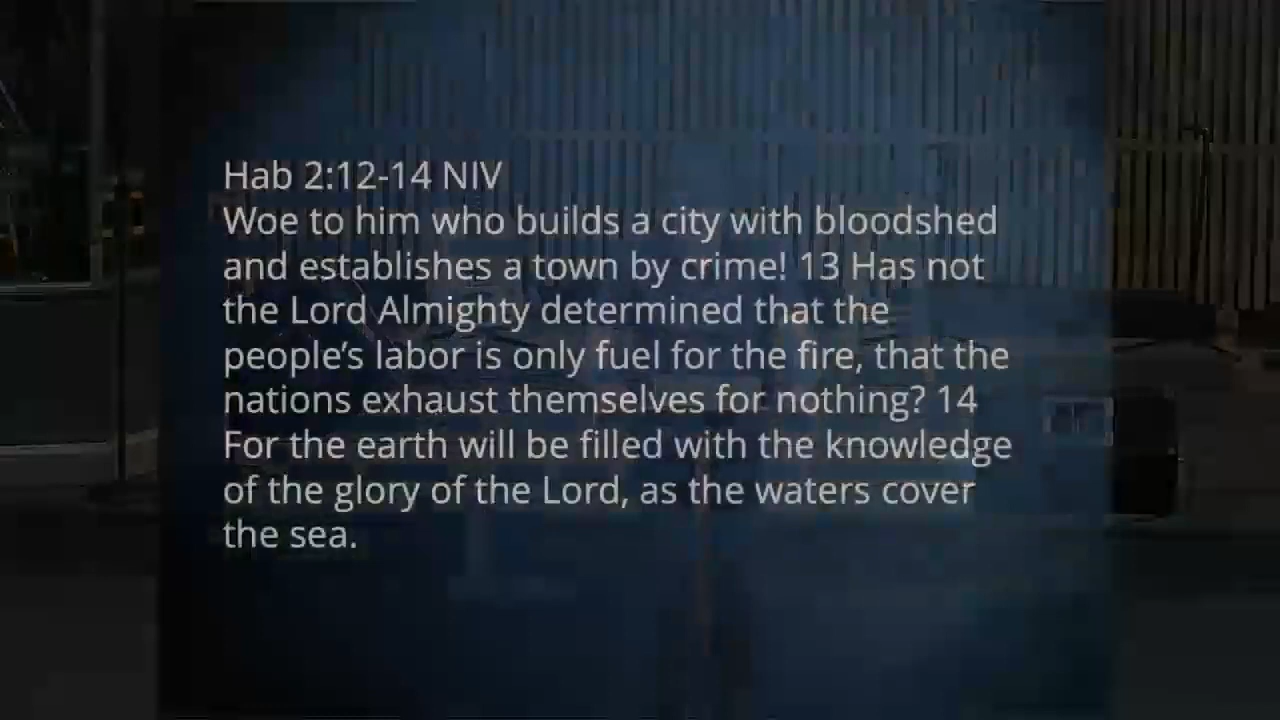 Hab 2:12-14 NIV
Woe to him who builds a city with bloodshed
and establishes a town by crime! 13 Has not
the Lord Almighty determined that the
people’s labor is only fuel for the fire, that the
nations exhaust themselves for nothing? 14
For the earth will be filled with the knowledge
of the glory of the Lord, as the waters cover
the sea.